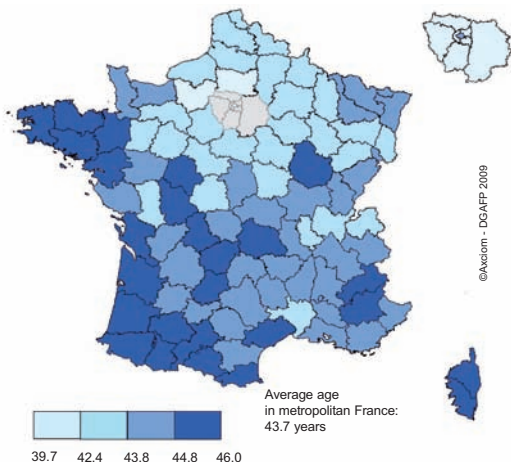 ©Axciom - DGAFP 2009
Average age
in metropolitan France:
43.7 years
39.7 42.4 43.8 44.8 46.0